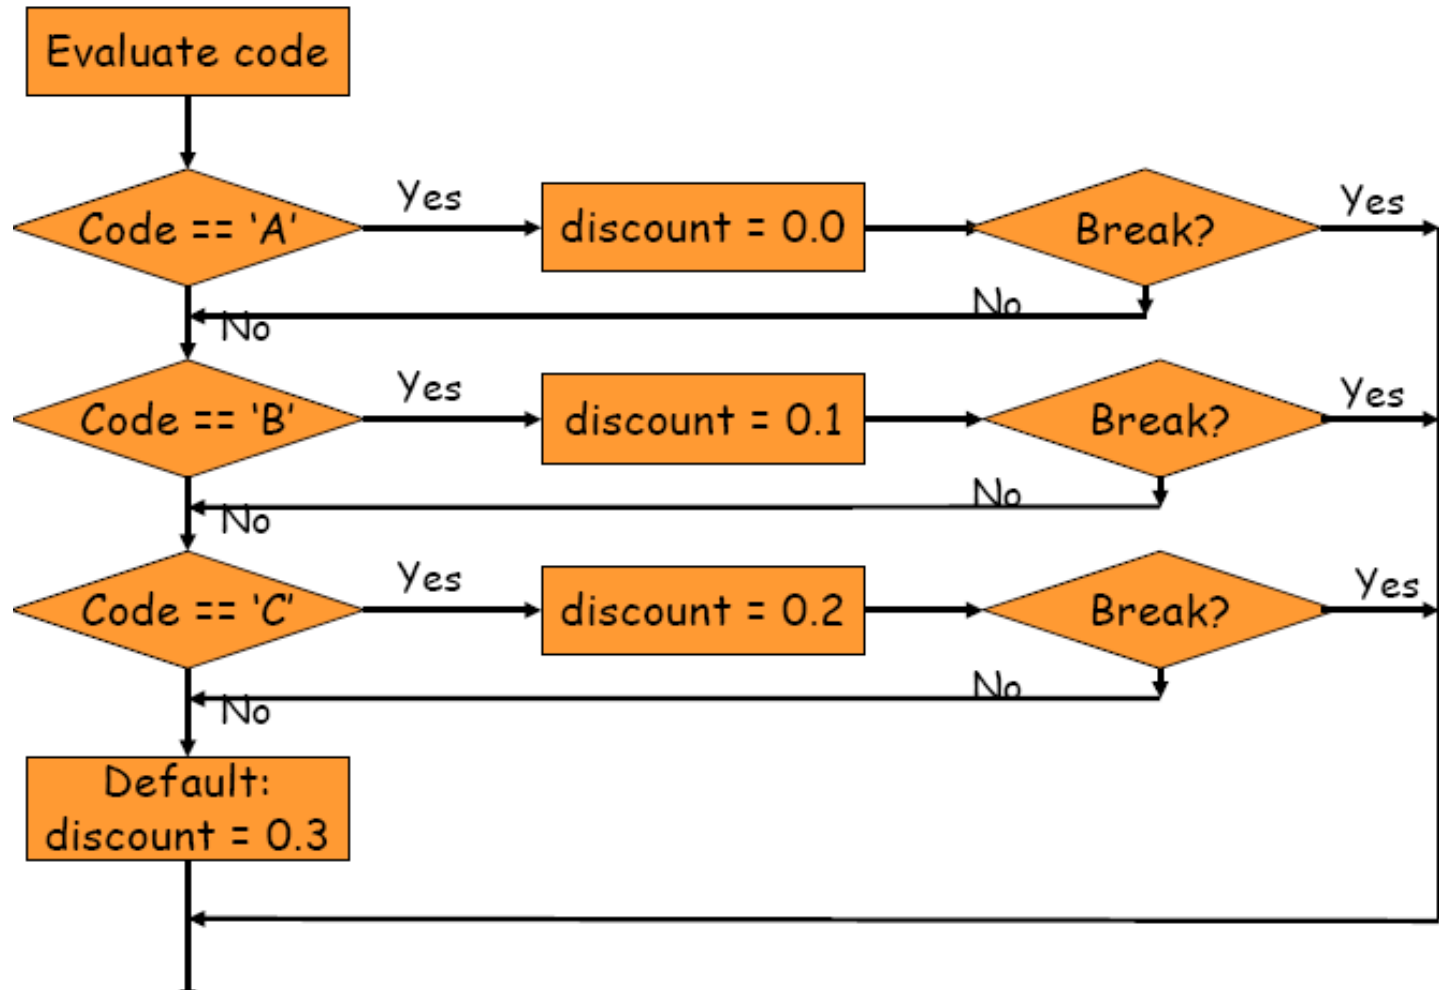 Evaluate code
Code == ‘A’
Yes
discount = 0.0
Break?
Yes
No
No
Code == ‘B’
Yes
discount = 0.1
Break?
Yes
No
No
Code == ‘C’
Yes
discount = 0.2
Break?
Yes
No
No
Default:
discount = 0.3